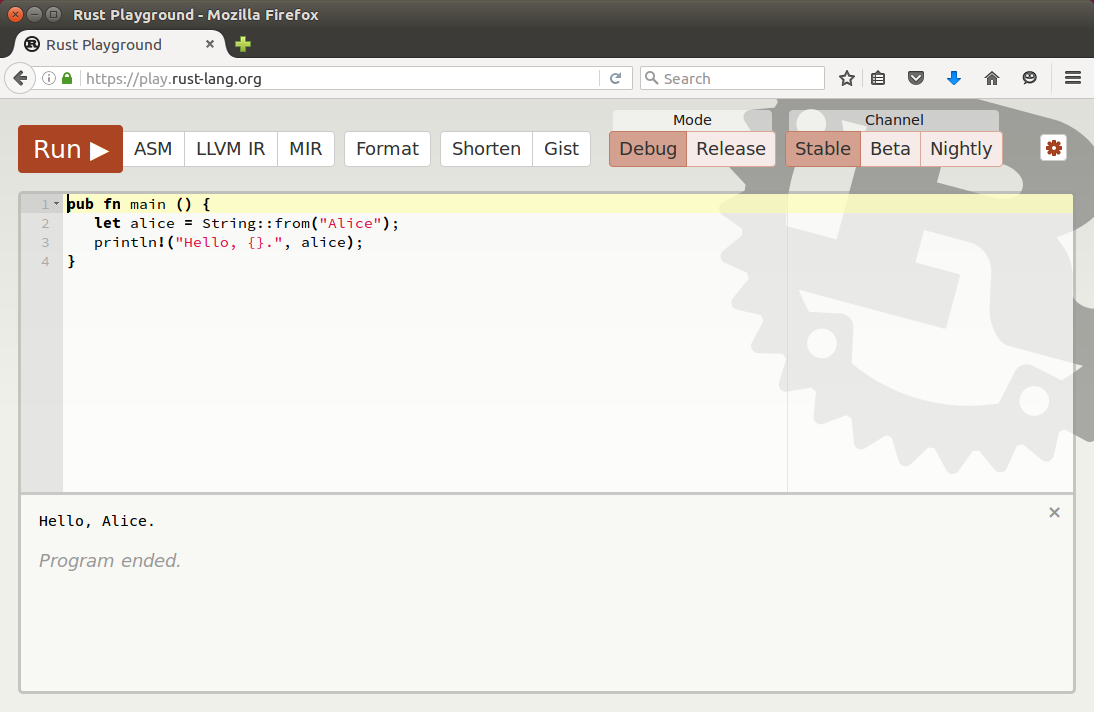 Rust Playground - Mozilla Firefox
Rust Playground
https://play.rust-lang.org
Search
Mode
Channel
Run ▶ ASM LLVM IR MIR Format Shorten Gist Debug Release Stable Beta Nightly
1 pub fn main () {
2    let alice = String::from("Alice");
3    println!("Hello, {}.", alice);
4 }
Hello, Alice.
Program ended.